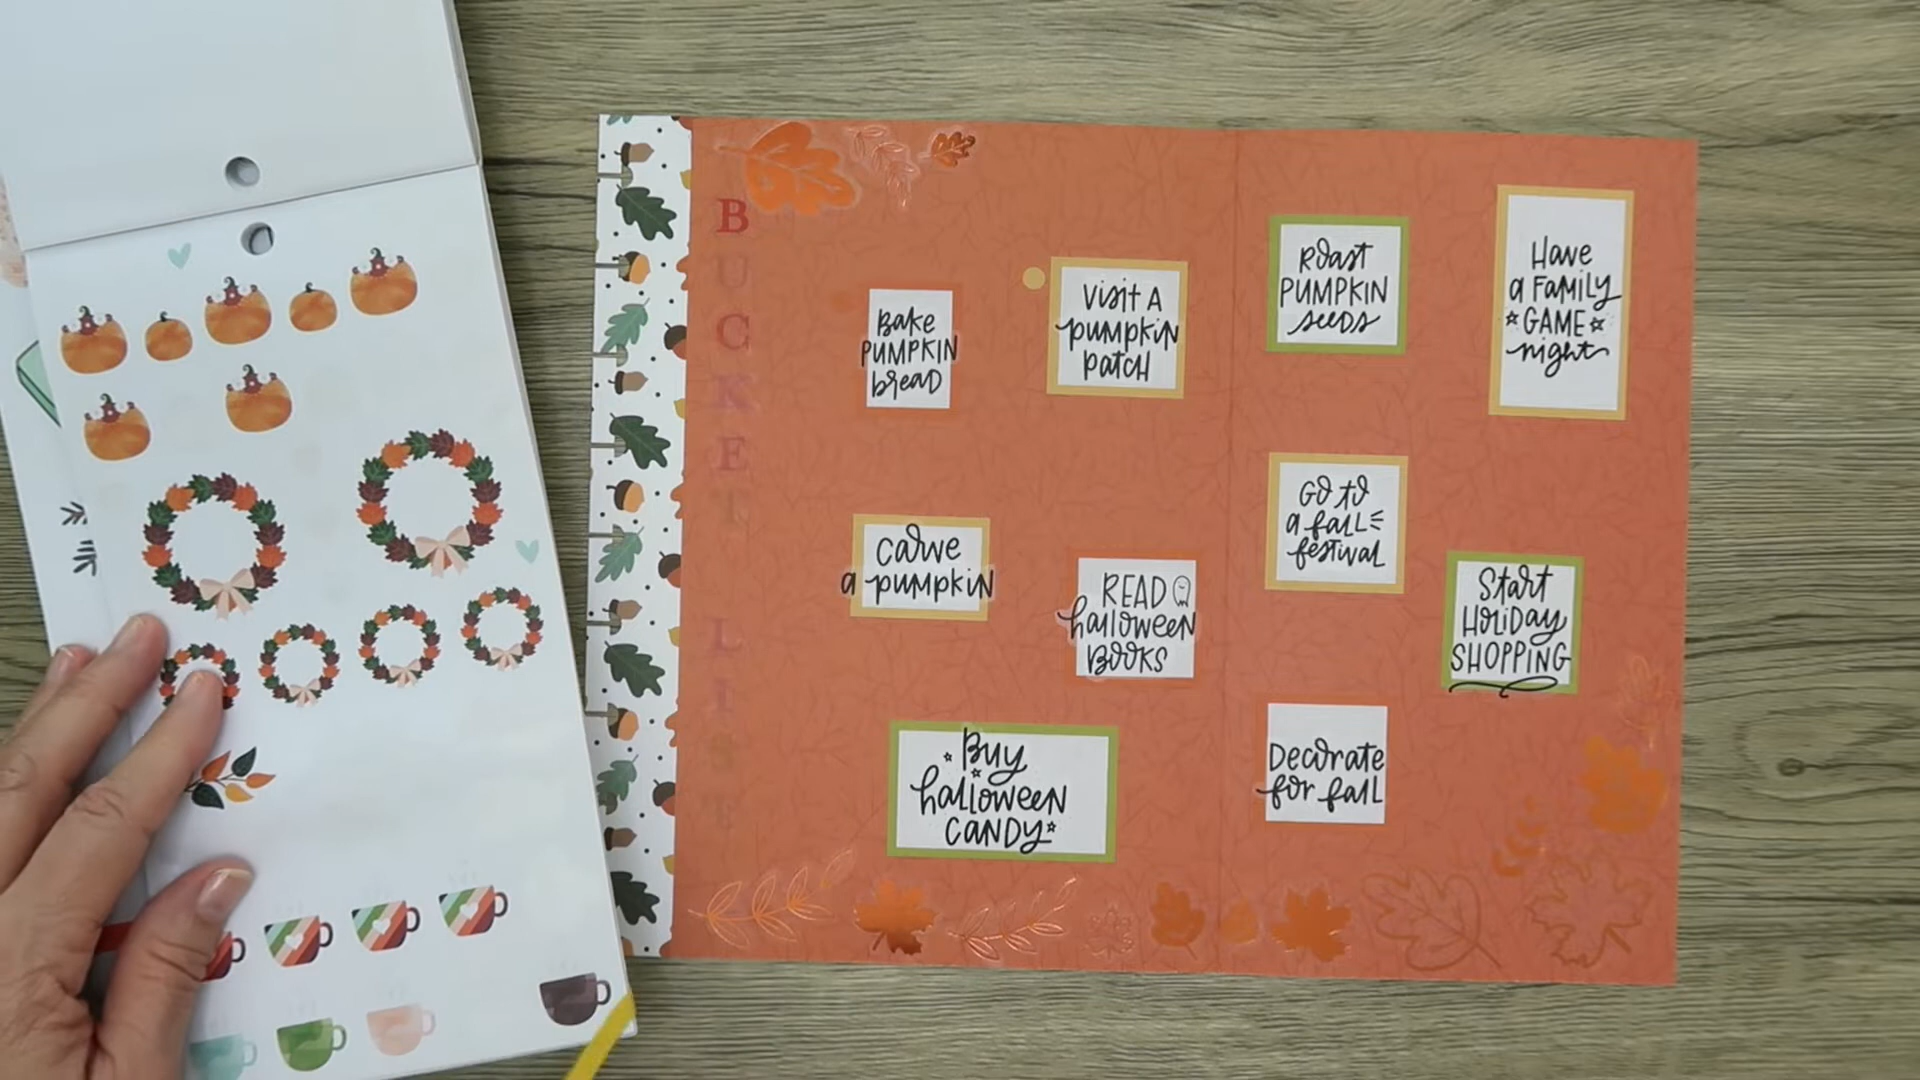 BUCKET LIST
Bake
PUMPKIN
bread
Visit A
pumpkin
patch
Roast
PUMPKIN
seeds
Have
a FAMILY
GAME
night
Carve
a pumpkin
READ
halloween
BOOKS
Go to
a fall
festival
Start
HOLIDAY
SHOPPING
Buy
halloween
CANDY
Decorate
for fall